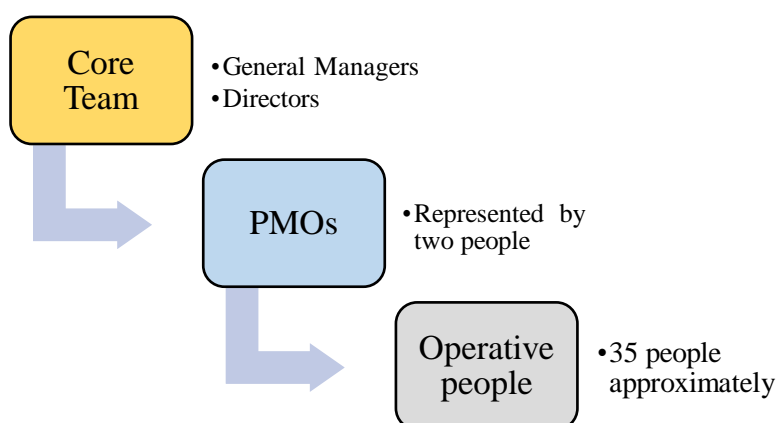 Core
Team
•General Managers
•Directors
PMOs
•Represented by
two people
Operative
people
•35 people
approximately